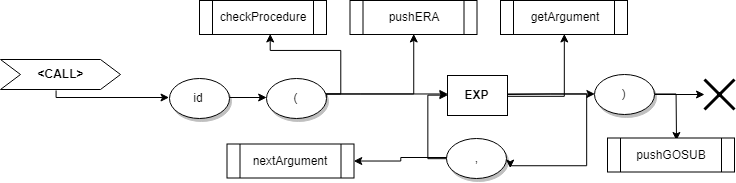 checkProcedure
pushERA
getArgument
<CALL>
id
(
EXP
)
nextArgument
,
pushGOSUB